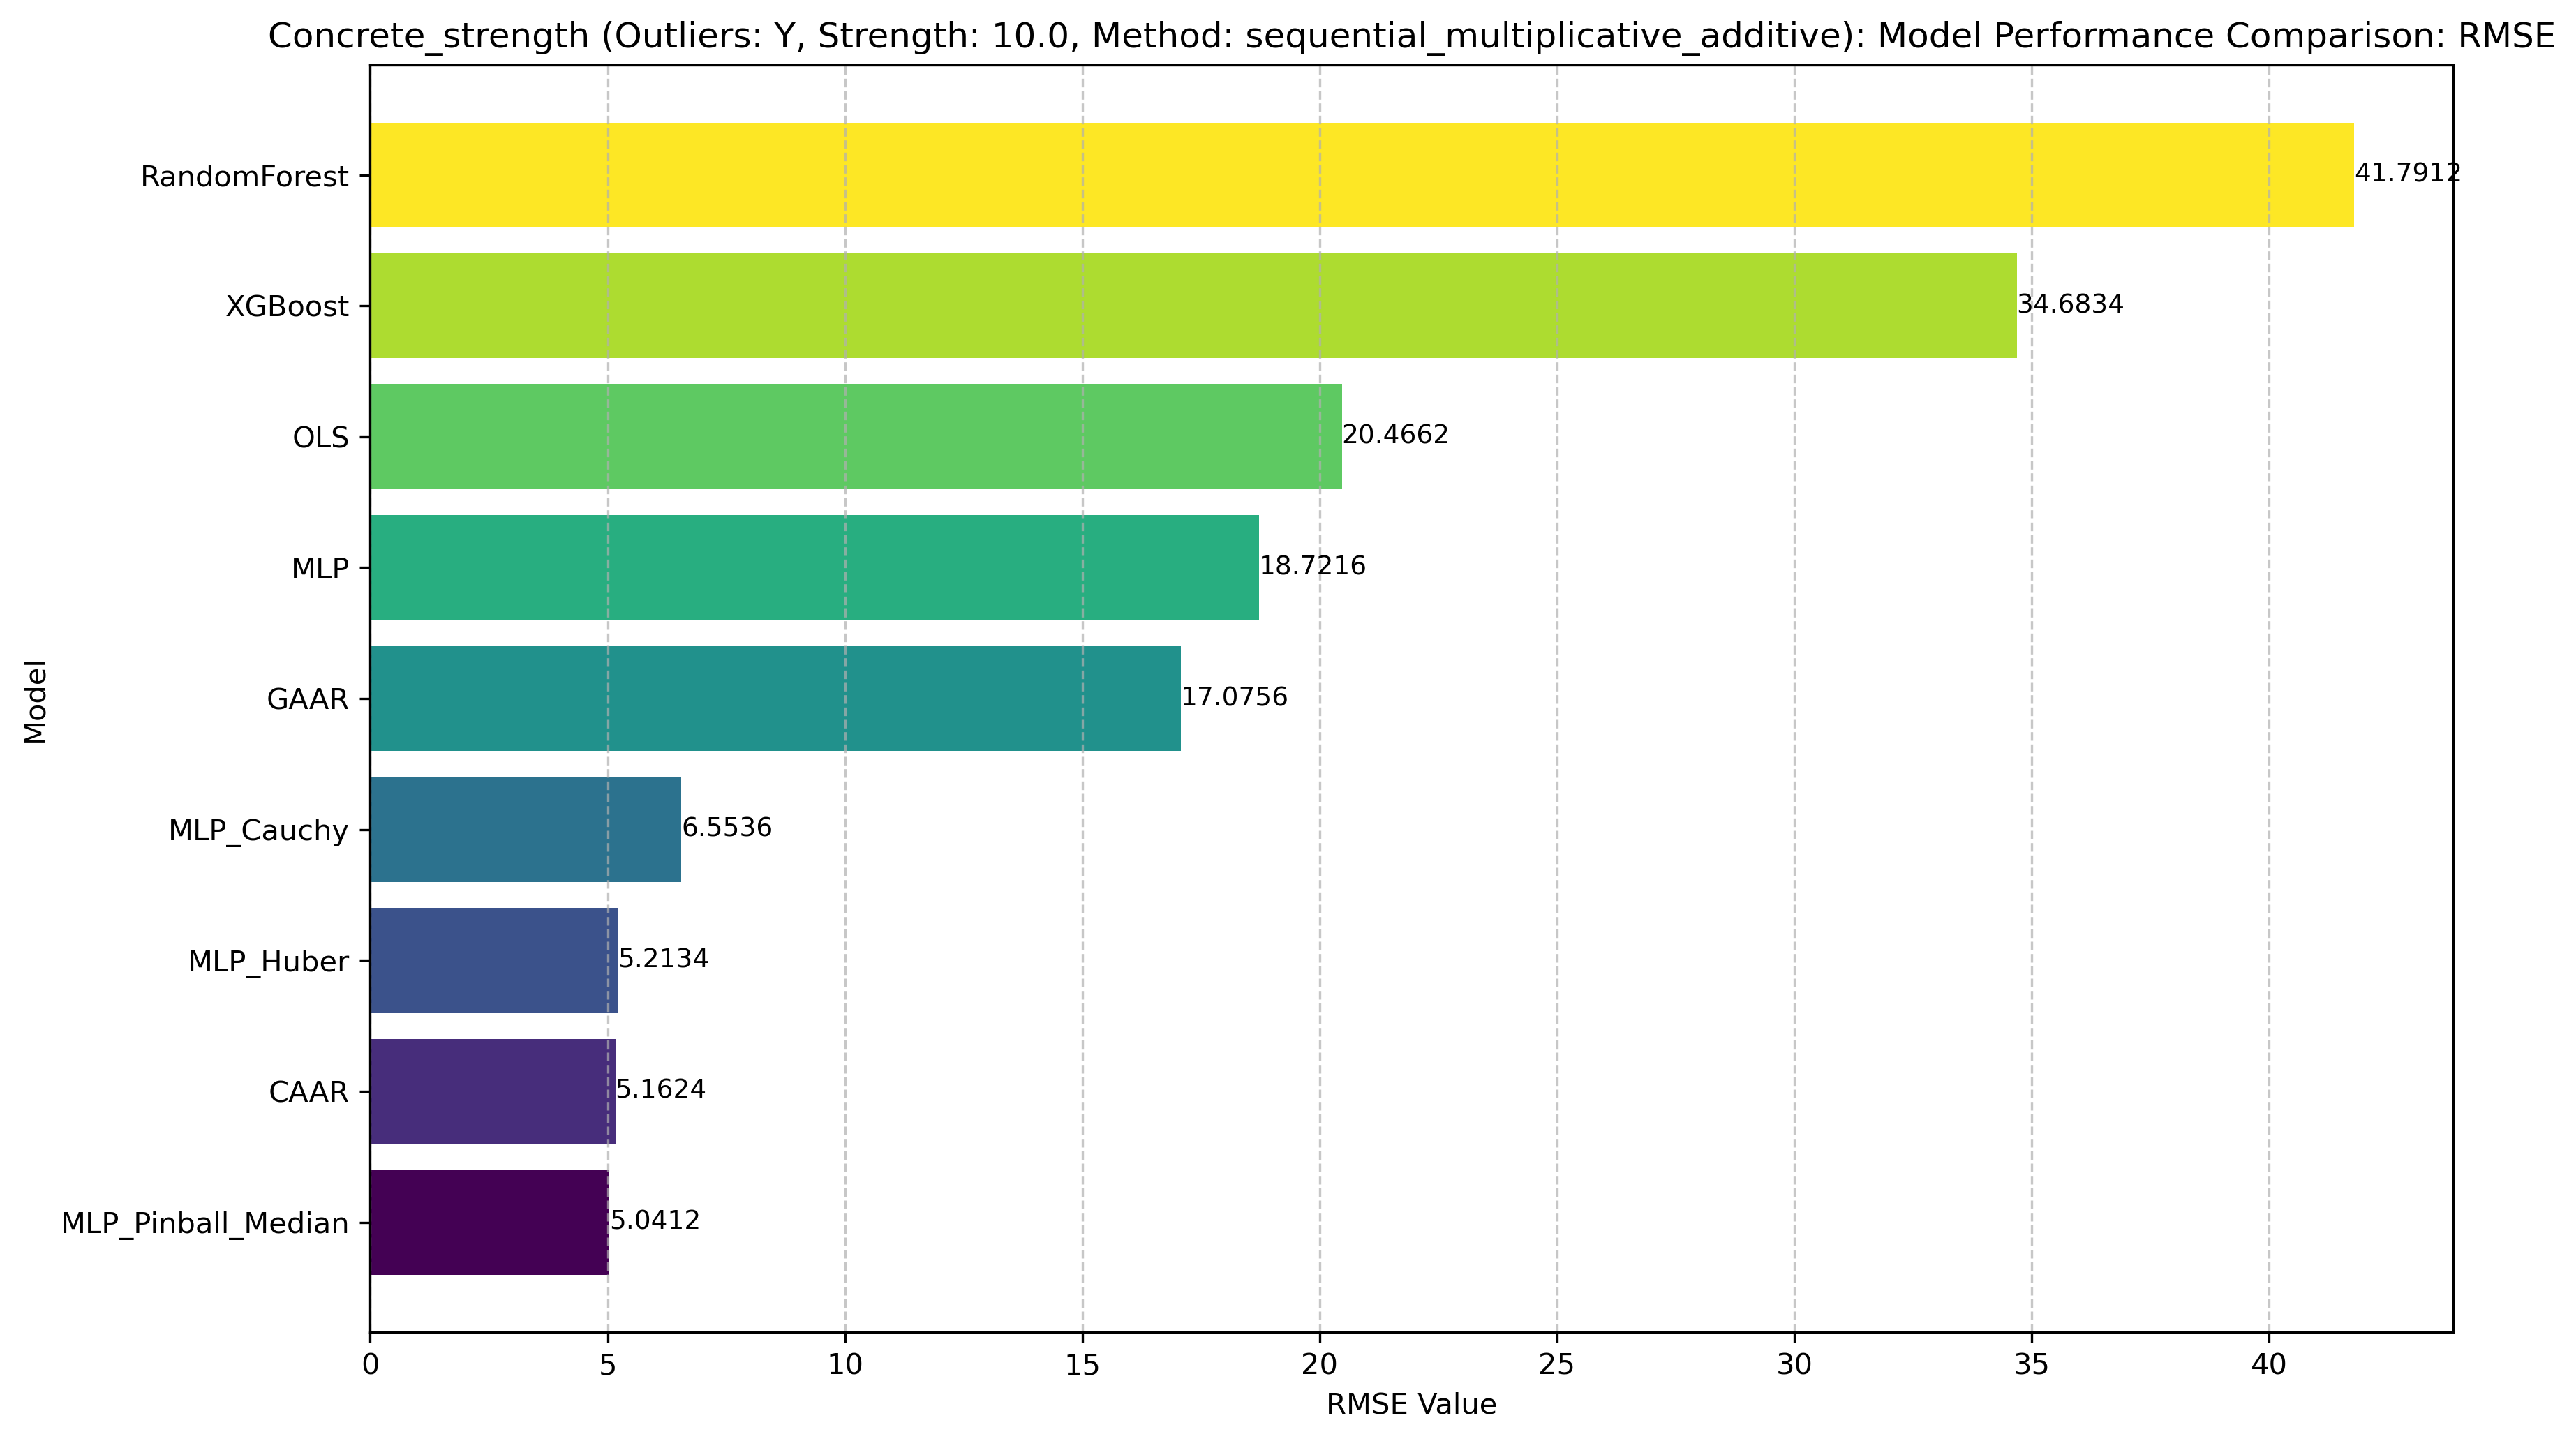 Concrete_strength (Outliers: Y, Strength: 10.0, Method: sequential_multiplicative_additive): Model Performance Comparison: RMSE
RandomForest 41.7912
XGBoost 34.6834
OLS 20.4662
MLP 18.7216
GAAR 17.0756
Model
MLP_Cauchy 6.5536
MLP_Huber 5.2134
CAAR 5.1624
MLP_Pinball_Median 5.0412
0 5 10 15 20 25 30 35 40
RMSE Value